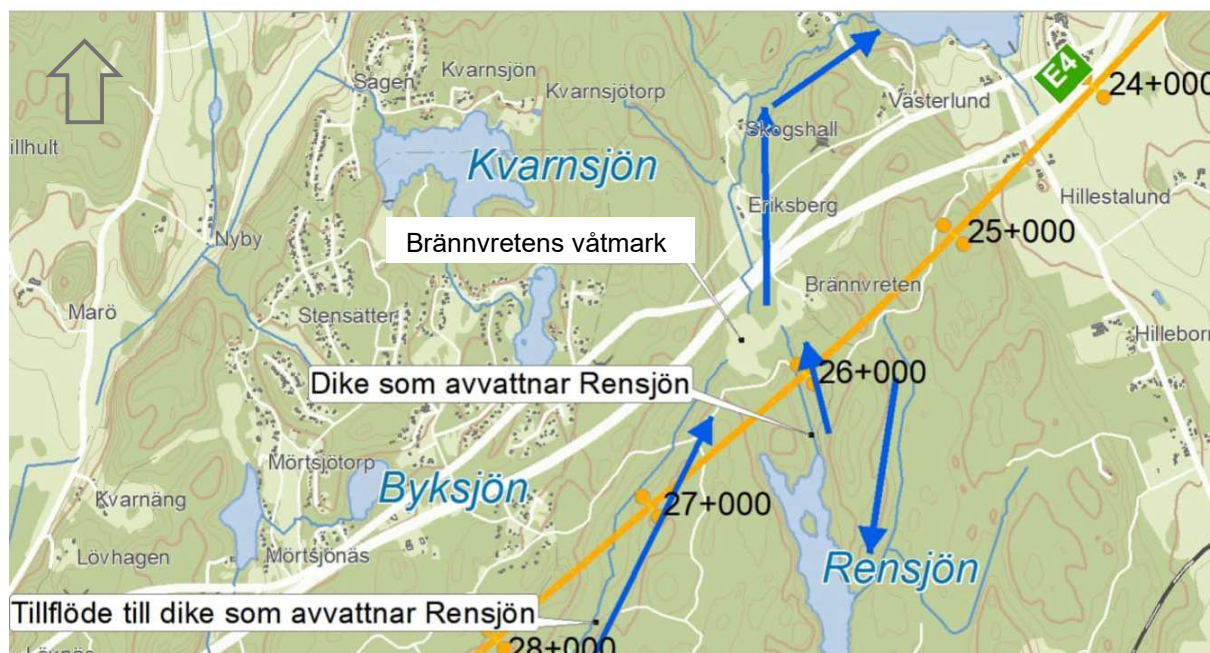 Sågen
Kvarnsjön
Kvarnsjötorp
E4
24+000
Västerlund
Skogshall
illhult
Kvarnsjön
Hillestalund
Eriksberg
Nyby
Brännvretens våtmark
25+000
Brännvreten
Marö
Stensätter
Hilleborn
Dike som avvattnar Rensjön
26+000
Mörtsjötorp
Byksjön
Kvarnäng
27+000
Lövhagen
Mörtsjönäs
Rensjön
Tillflöde till dike som avvattnar Rensjön
28+000